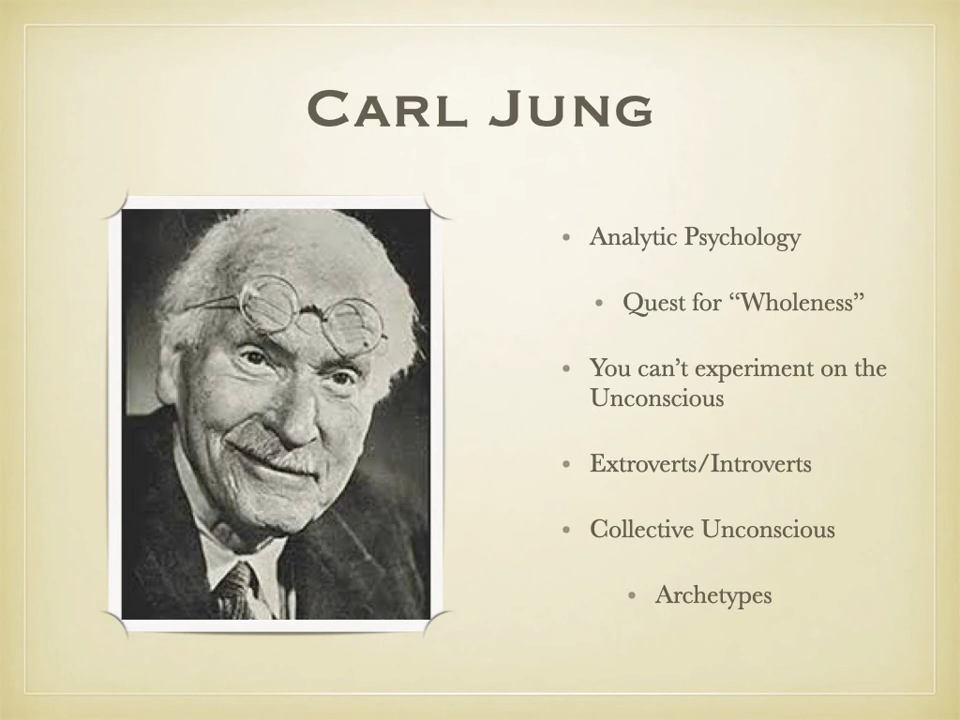 Carl Jung
• Analytic Psychology
• Quest for “Wholeness”
• You can’t experiment on the
Unconscious
• Extroverts/Introverts
• Collective Unconscious
• Archetypes